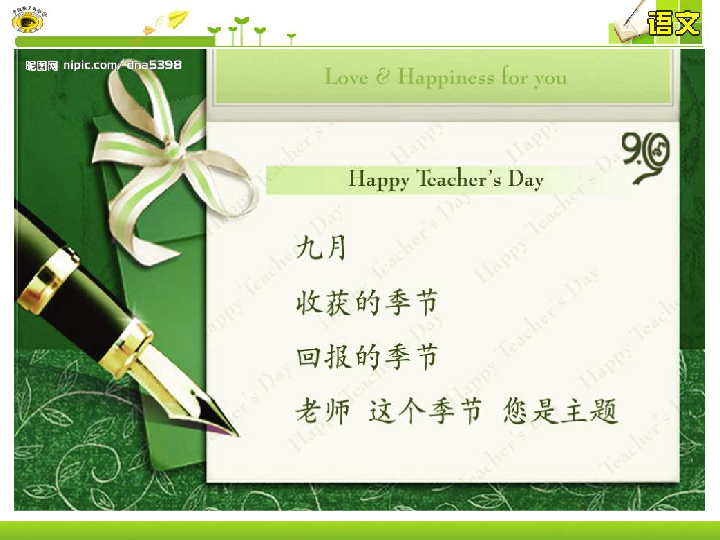 语文
昵图网 nipic.com/dna5398
Love & Happiness for you
9.10
Happy Teacher's Day
九月
收获的季节
回报的季节
老师 这个季节 您是主题